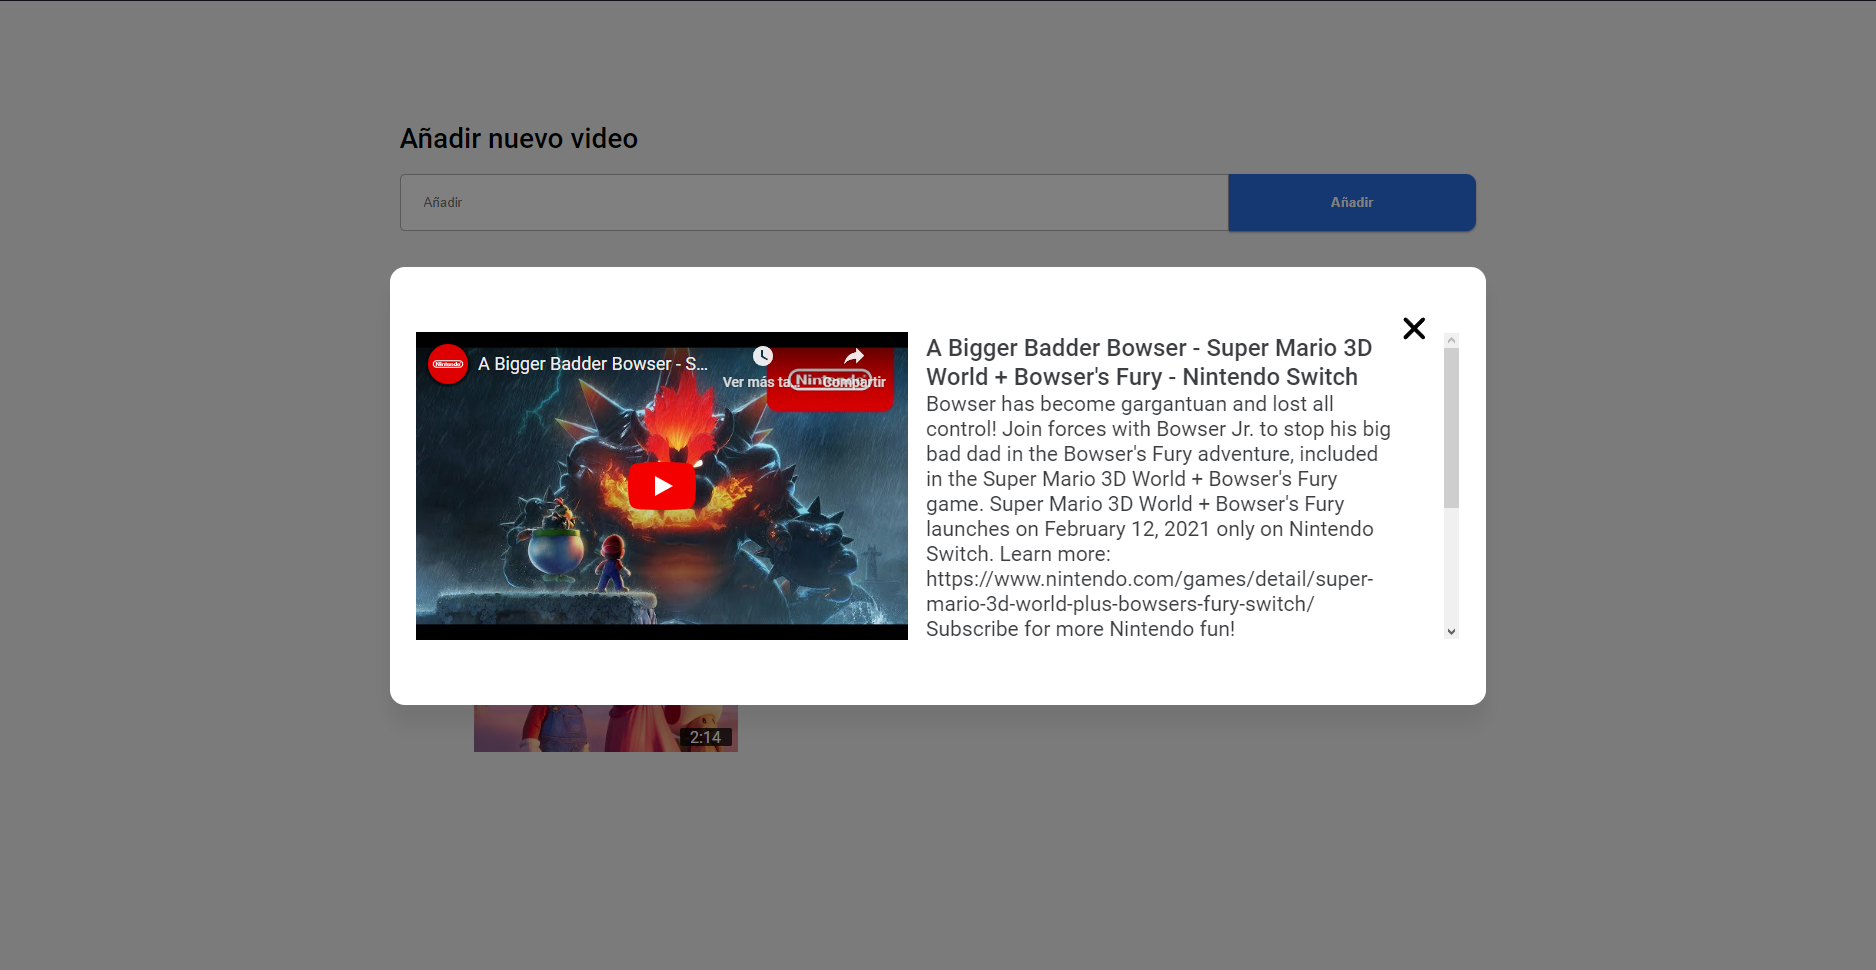 Añadir nuevo video
Añadir
Añadir
Nintendo
A Bigger Badder Bowser - S...
Ver más ta...
Compartir
Nintendo
A Bigger Badder Bowser - Super Mario 3D
World + Bowser's Fury - Nintendo Switch
Bowser has become gargantuan and lost all
control! Join forces with Bowser Jr. to stop his big
bad dad in the Bowser's Fury adventure, included
in the Super Mario 3D World + Bowser's Fury
game. Super Mario 3D World + Bowser's Fury
launches on February 12, 2021 only on Nintendo
Switch. Learn more:
https://www.nintendo.com/games/detail/super-
mario-3d-world-plus-bowsers-fury-switch/
Subscribe for more Nintendo fun!
2:14